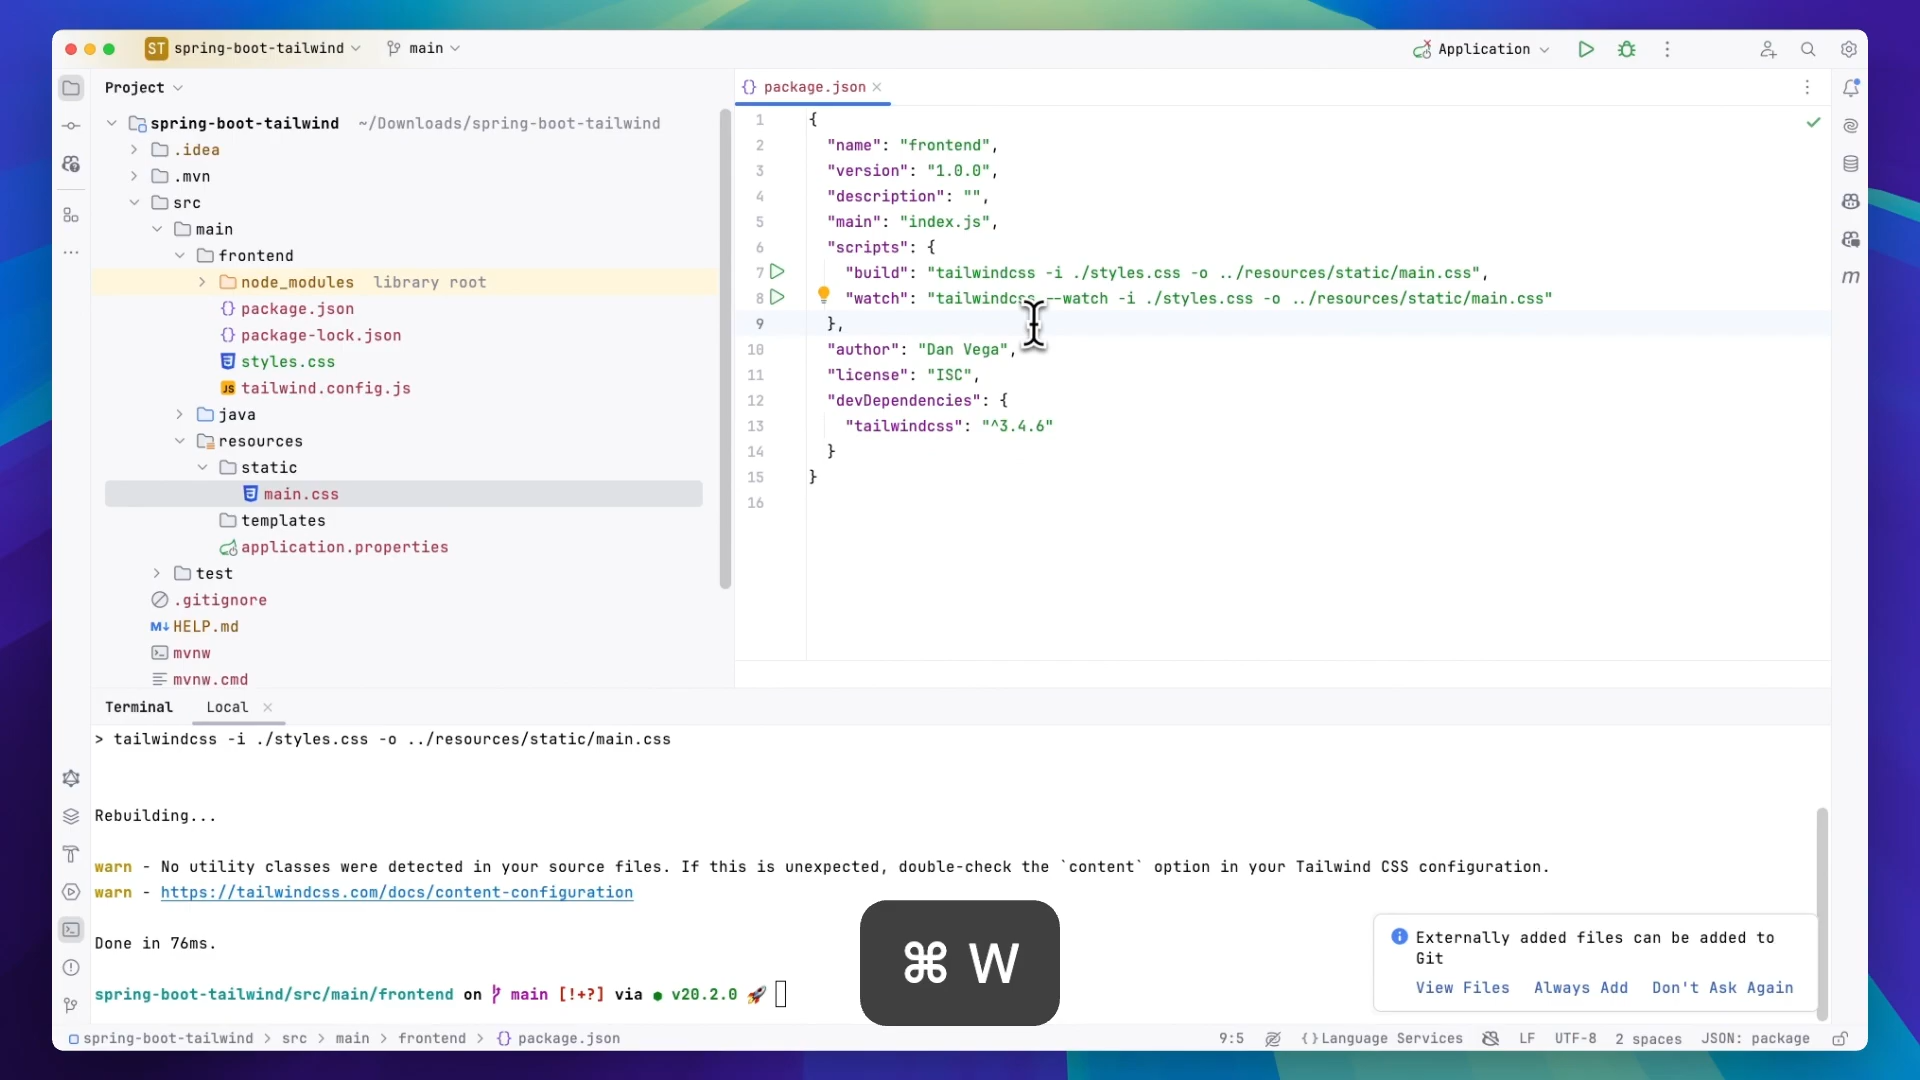 ST spring-boot-tailwind main Application
Project
spring-boot-tailwind ~/Downloads/spring-boot-tailwind
.idea
.mvn
src
main
frontend
node_modules library root
package.json
package-lock.json
styles.css
JS tailwind.config.js
java
resources
static
main.css
templates
application.properties
test
.gitignore
M↓ HELP.md
mvnw
mvnw.cmd
{} package.json
1 {
2 "name": "frontend",
3 "version": "1.0.0",
4 "description": "",
5 "main": "index.js",
6 "scripts": {
7 "build": "tailwindcss -i ./styles.css -o ../resources/static/main.css",
8 "watch": "tailwindcss --watch -i ./styles.css -o ../resources/static/main.css"
9 },
10 "author": "Dan Vega",
11 "license": "ISC",
12 "devDependencies": {
13 "tailwindcss": "^3.4.6"
14 }
15 }
16
m
Terminal Local
> tailwindcss -i ./styles.css -o ../resources/static/main.css
Rebuilding...
warn - No utility classes were detected in your source files. If this is unexpected, double-check the `content` option in your Tailwind CSS configuration.
warn - https://tailwindcss.com/docs/content-configuration
Done in 76ms.
spring-boot-tailwind/src/main/frontend on main [!+?] via ● v20.2.0 🚀
⌘ W
Externally added files can be added to
Git
View Files Always Add Don't Ask Again
spring-boot-tailwind > src > main > frontend > {} package.json 9:5 {} Language Services LF UTF-8 2 spaces JSON: package